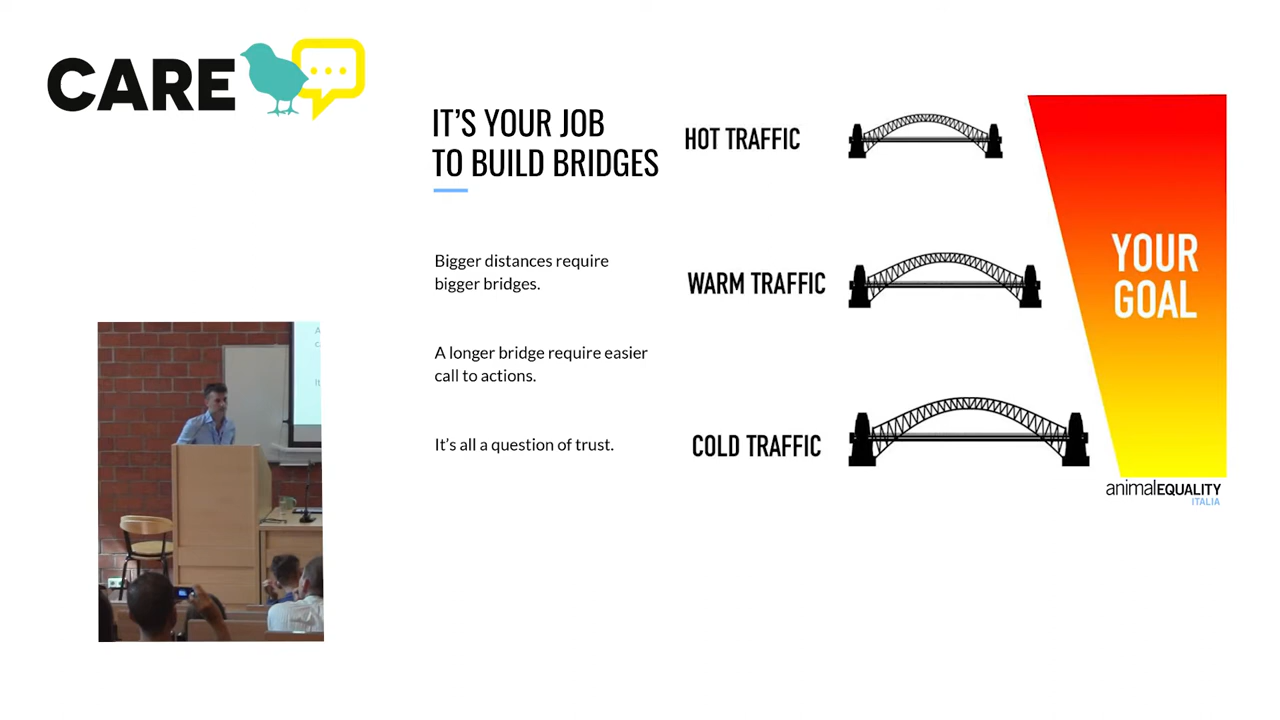 CARE
IT'S YOUR JOB
TO BUILD BRIDGES
Bigger distances require
bigger bridges.
A longer bridge require easier
call to actions.
It's all a question of trust.
HOT TRAFFIC
WARM TRAFFIC
COLD TRAFFIC
YOUR
GOAL
animalEQUALITY
ITALIA